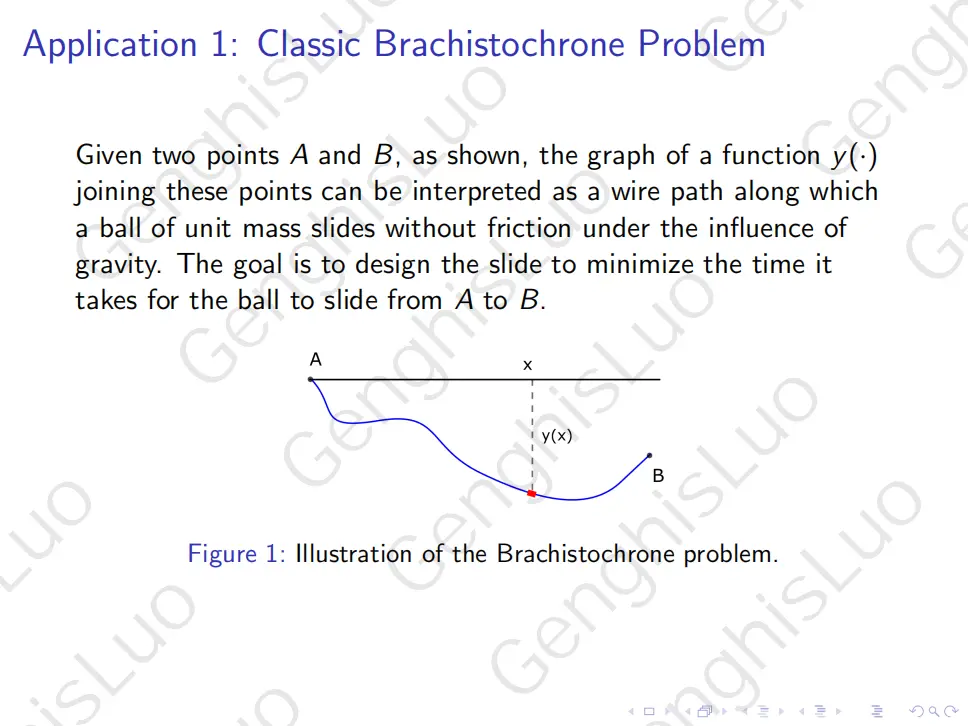 Application 1: Classic Brachistochrone Problem
Given two points A and B, as shown, the graph of a function y(·)
joining these points can be interpreted as a wire path along which
a ball of unit mass slides without friction under the influence of
gravity. The goal is to design the slide to minimize the time it
takes for the ball to slide from A to B.
A
x
y(x)
B
Figure 1: Illustration of the Brachistochrone problem.
GenghisLuo
GenghisLuo
GenghisLuo
GenghisLuo
GenghisLuo
GenghisLuo